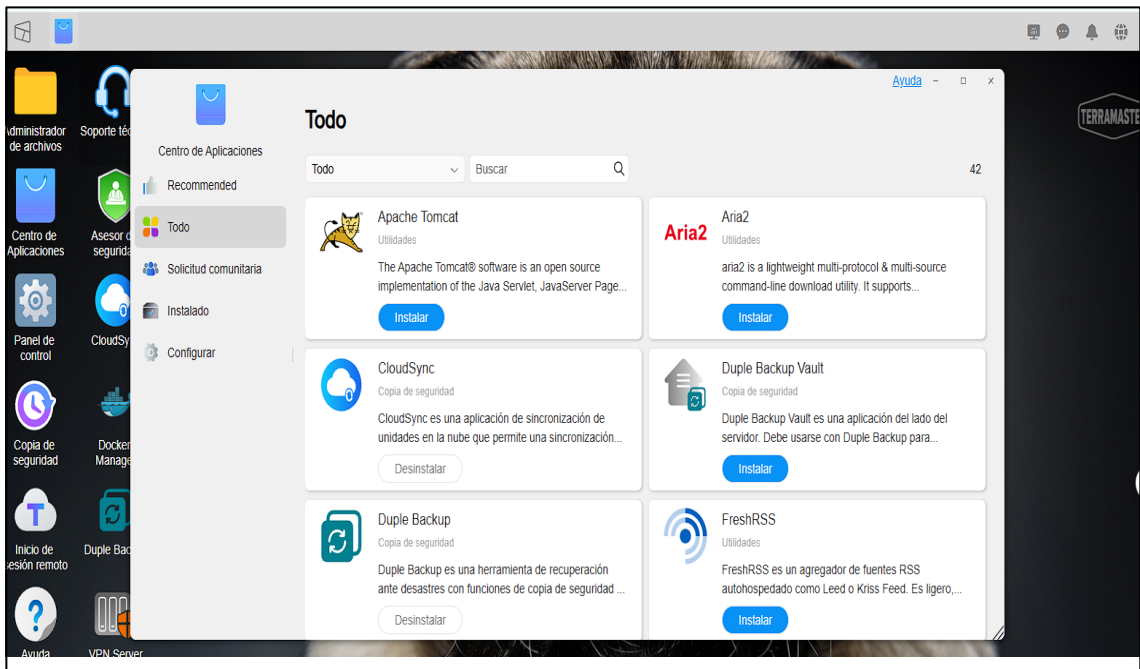 TERRAMASTE
Administrador
de archivos
Soporte téc
Centro de
Aplicaciones
Asesor d
segurida
Panel de
control
CloudSy
Copia de
seguridad
Docker
Manage
Inicio de
sesión remoto
Duple Bac
Ayuda
VPN Server
Centro de Aplicaciones
Recommended
Todo
Solicitud comunitaria
Instalado
Configurar
Ayuda
Todo
Todo
Buscar
42
Apache Tomcat
Utilidades
The Apache Tomcat® software is an open source
implementation of the Java Servlet, JavaServer Page...
Instalar
Aria2
Aria2
Utilidades
aria2 is a lightweight multi-protocol & multi-source
command-line download utility. It supports...
Instalar
CloudSync
Copia de seguridad
CloudSync es una aplicación de sincronización de
unidades en la nube que permite una sincronización...
Desinstalar
Duple Backup Vault
Copia de seguridad
Duple Backup Vault es una aplicación del lado del
servidor. Debe usarse con Duple Backup para...
Instalar
Duple Backup
Copia de seguridad
Duple Backup es una herramienta de recuperación
ante desastres con funciones de copia de seguridad ...
Desinstalar
FreshRSS
Utilidades
FreshRSS es un agregador de fuentes RSS
autohospedado como Leed o Kriss Feed. Es ligero,...
Instalar